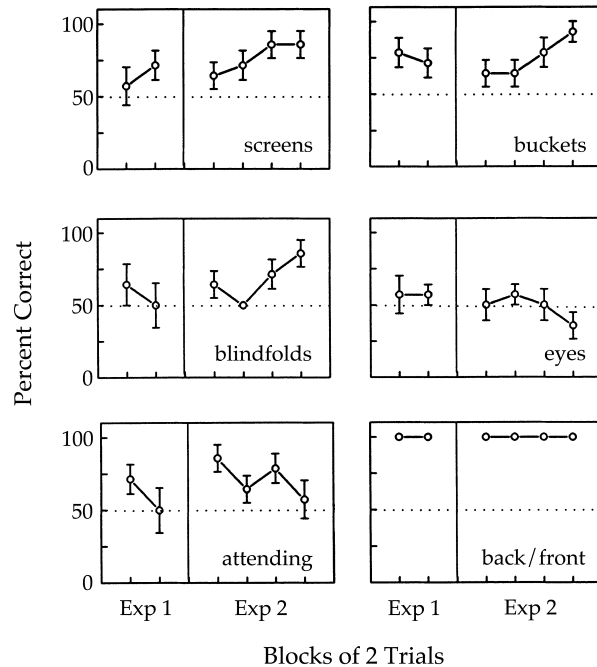 100
50
0
screens
buckets
Percent Correct
100
50
0
blindfolds
eyes
100
50
0
attending
back/front
Exp 1
Exp 2
Exp 1
Exp 2
Blocks of 2 Trials